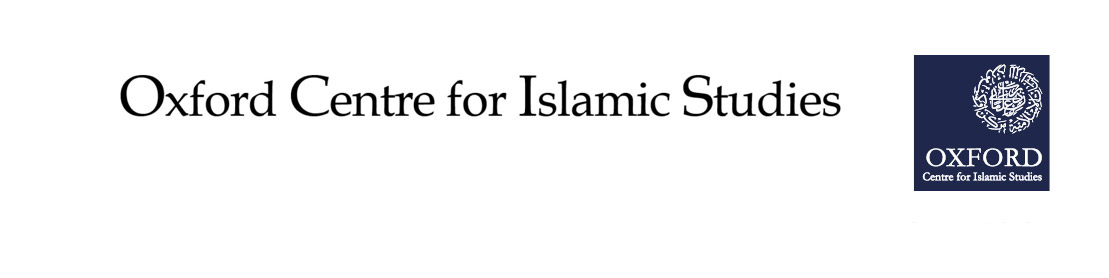 Oxford Centre for Islamic Studies
OXFORD
Centre for Islamic Studies